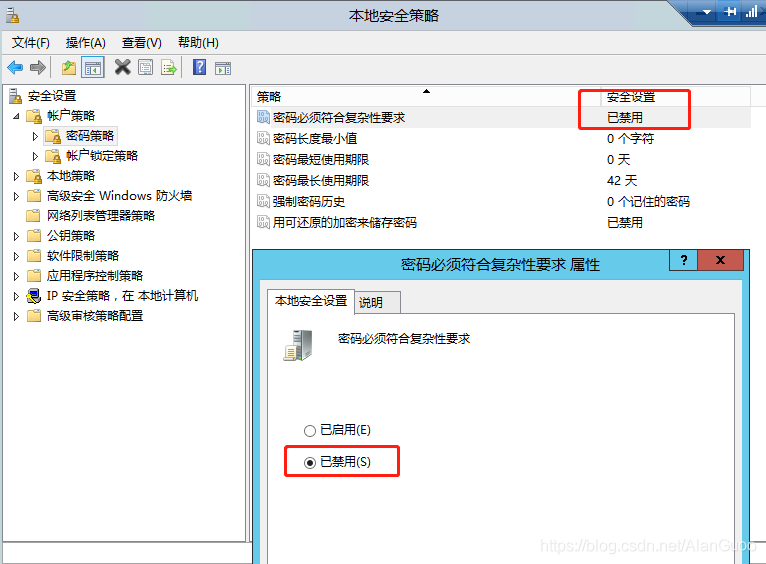 本地安全策略
文件(F) 操作(A) 查看(V) 帮助(H)
安全设置
帐户策略
密码策略
帐户锁定策略
本地策略
高级安全 Windows 防火墙
网络列表管理器策略
公钥策略
软件限制策略
应用程序控制策略
IP 安全策略，在 本地计算机
高级审核策略配置
策略 安全设置
密码必须符合复杂性要求 已禁用
密码长度最小值 0 个字符
密码最短使用期限 0 天
密码最长使用期限 42 天
强制密码历史 0 个记住的密码
用可还原的加密来储存密码 已禁用
密码必须符合复杂性要求 属性
本地安全设置 说明
密码必须符合复杂性要求
已启用(E)
已禁用(S)
https://blog.csdn.net/AlanGuoo